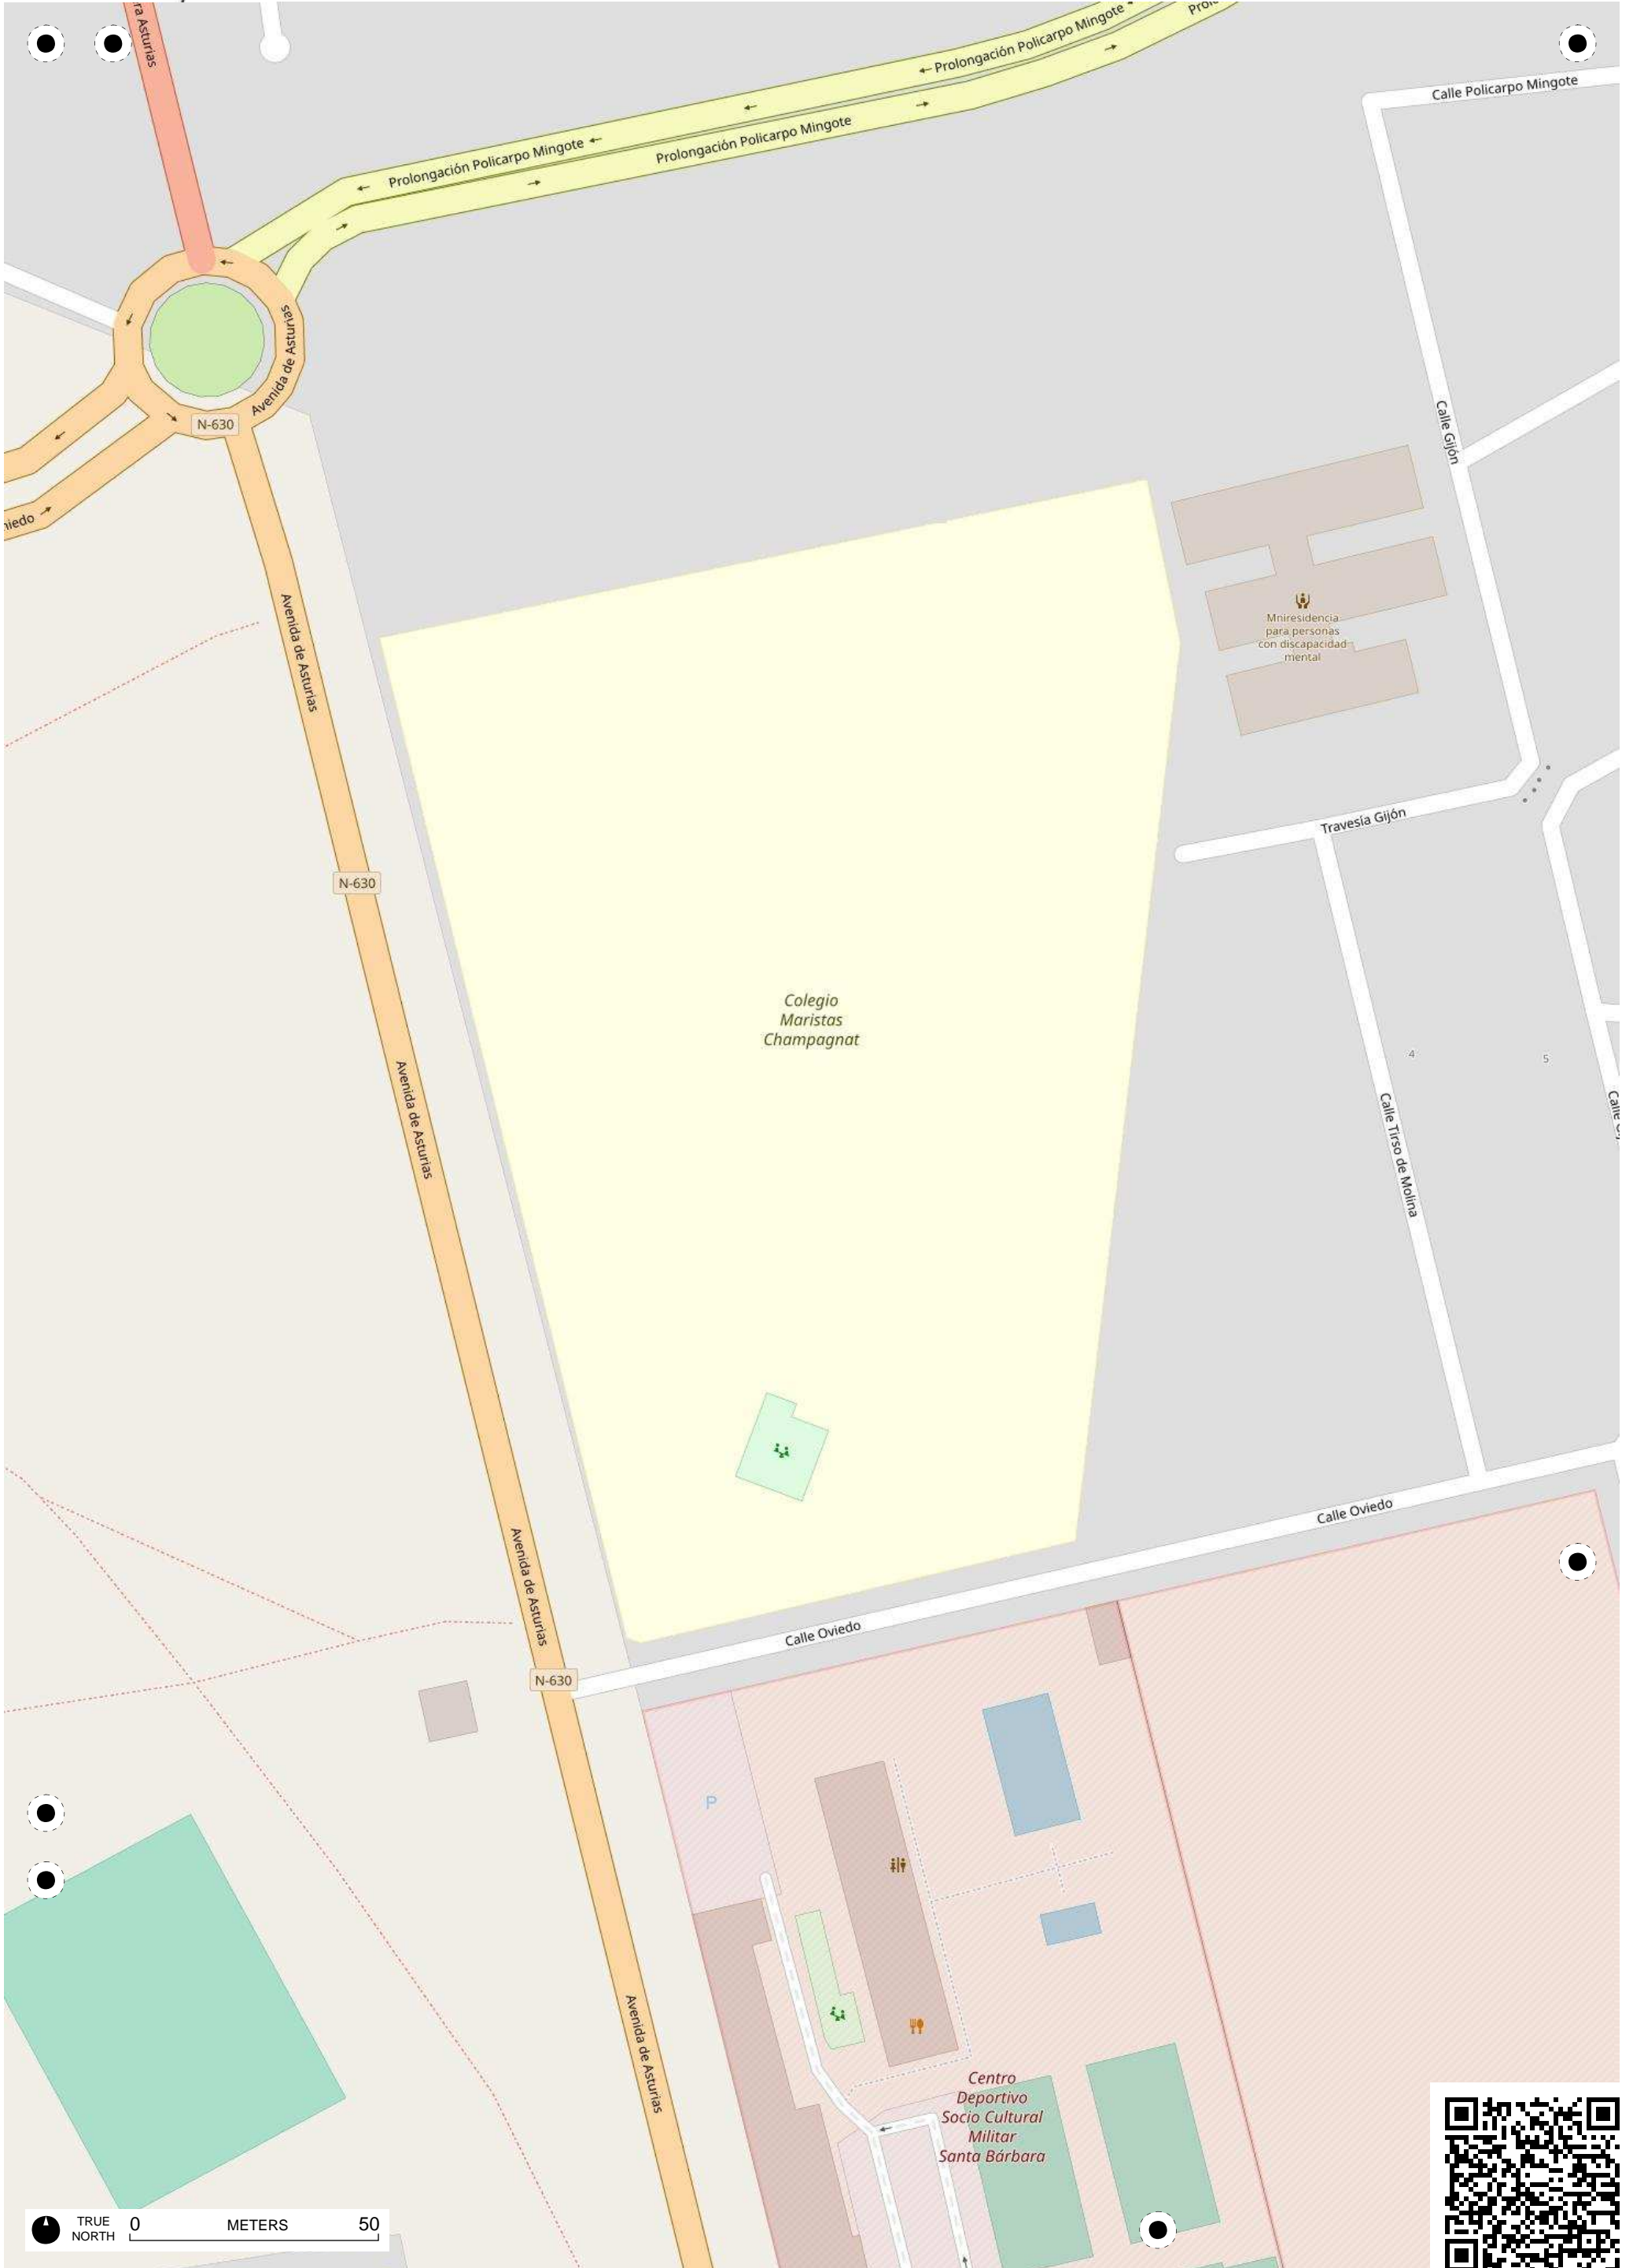 ra Asturias
Prolongación Policarpo Mingote
Calle Policarpo Mingote
Prolongación Policarpo Mingote
Prolongación Policarpo Mingote
Avenida de Asturias
N-630
Calle Gijón
Avenida de Asturias
Mniresidencia
para personas
con discapacidad
mental
Travesía Gijón
N-630
Colegio
Maristas
Champagnat
4
5
Avenida de Asturias
Calle Tirso de Molina
Calle Oviedo
Avenida de Asturias
Calle Oviedo
N-630
P
Avenida de Asturias
Centro
Deportivo
Socio Cultural
Militar
Santa Bárbara
TRUE
NORTH
0 METERS 50